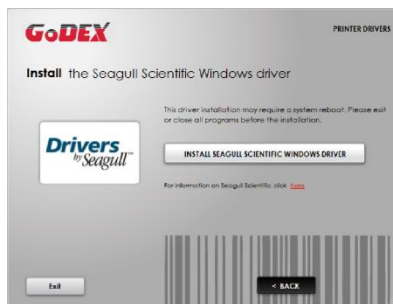 GODEX
PRINTER DRIVERS
Install the Seagull Scientific Windows driver
This driver installation may require a system reboot. Please exit
or close all programs before the installation.
Drivers
by Seagull™
INSTALL SEAGULL SCIENTIFIC WINDOWS DRIVER
For information on Seagull Scientific click here
Exit
< BACK